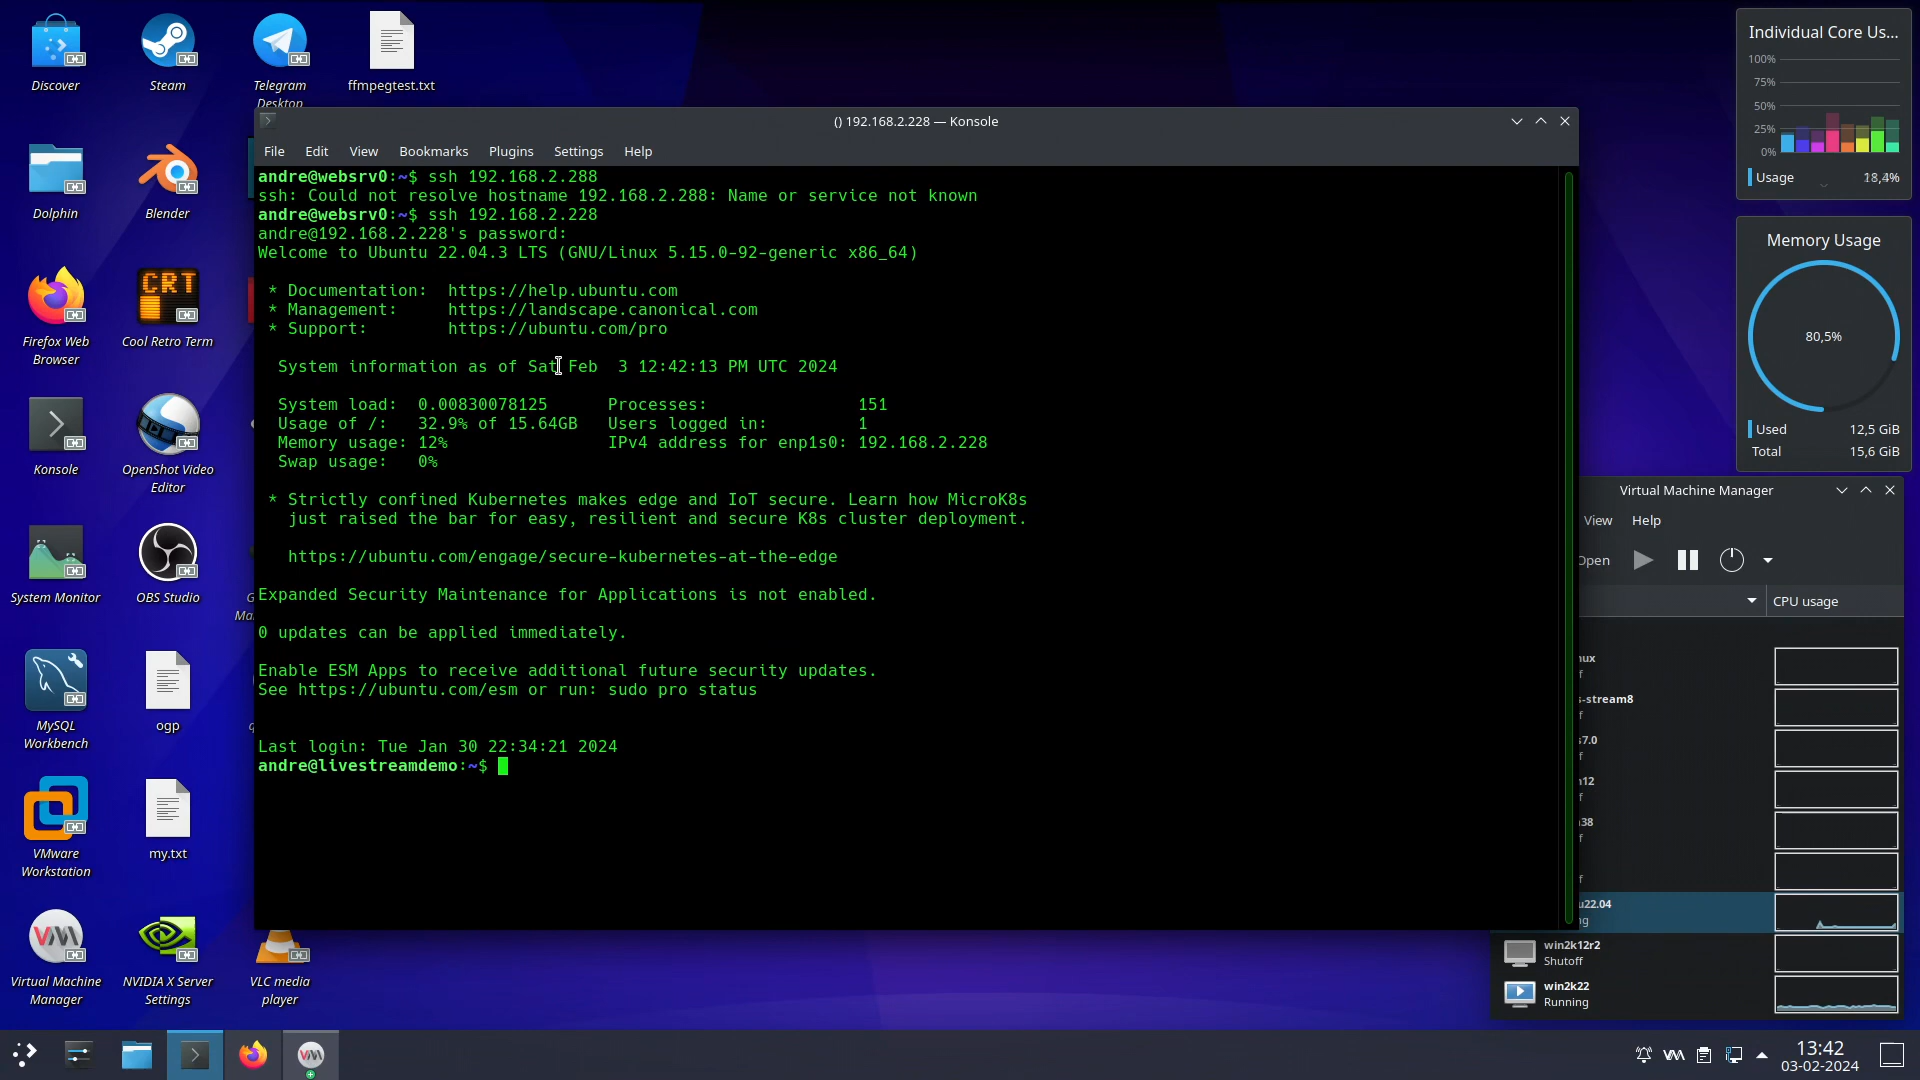 Discover
Steam
Telegram
Desktop
ffmpegtest.txt
Dolphin
Blender
Firefox Web
Browser
CRT
Cool Retro Term
Konsole
OpenShot Video
Editor
System Monitor
OBS Studio
MySQL
Workbench
ogp
VMware
Workstation
my.txt
Virtual Machine
Manager
NVIDIA X Server
Settings
VLC media
player
() 192.168.2.228 — Konsole
File Edit View Bookmarks Plugins Settings Help
andre@websrv0:~$ ssh 192.168.2.288
ssh: Could not resolve hostname 192.168.2.288: Name or service not known
andre@websrv0:~$ ssh 192.168.2.228
andre@192.168.2.228's password:
Welcome to Ubuntu 22.04.3 LTS (GNU/Linux 5.15.0-92-generic x86_64)
* Documentation: https://help.ubuntu.com
* Management: https://landscape.canonical.com
* Support: https://ubuntu.com/pro
System information as of Sat Feb 3 12:42:13 PM UTC 2024
System load: 0.00830078125 Processes: 151
Usage of /: 32.9% of 15.64GB Users logged in: 1
Memory usage: 12% IPv4 address for enp1s0: 192.168.2.228
Swap usage: 0%
* Strictly confined Kubernetes makes edge and IoT secure. Learn how MicroK8s
just raised the bar for easy, resilient and secure K8s cluster deployment.
https://ubuntu.com/engage/secure-kubernetes-at-the-edge
Expanded Security Maintenance for Applications is not enabled.
0 updates can be applied immediately.
Enable ESM Apps to receive additional future security updates.
See https://ubuntu.com/esm or run: sudo pro status
Last login: Tue Jan 30 22:34:21 2024
andre@livestreamdemo:~$
Individual Core Us...
100%
75%
50%
25%
0%
Usage 18,4%
Memory Usage
80,5%
Used 12,5 GiB
Total 15,6 GiB
Virtual Machine Manager
View Help
Open
CPU usage
-stream8
u22.04
win2k12r2
Shutoff
win2k22
Running
13:42
03-02-2024